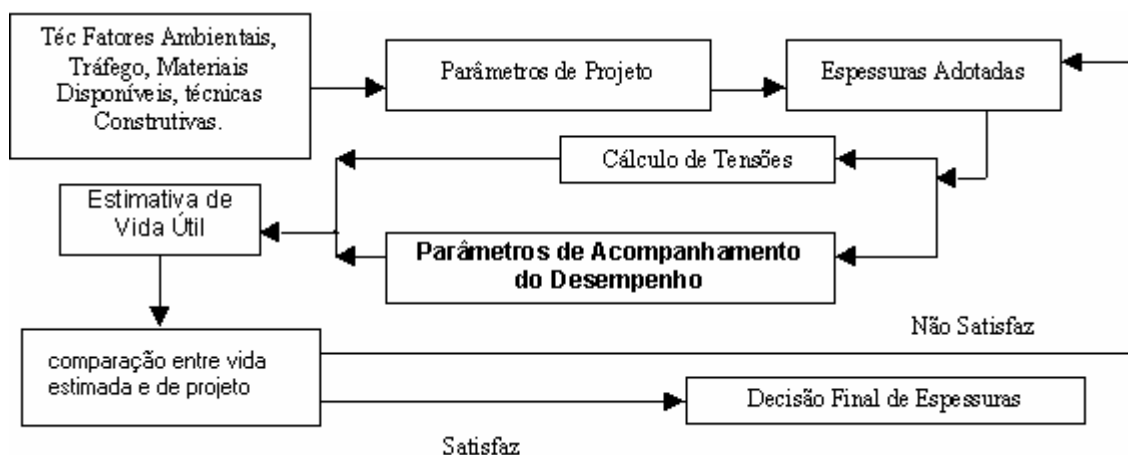 Téc Fatores Ambientais,
Tráfego, Materiais
Disponíveis, técnicas
Construtivas.
Parâmetros de Projeto
Espessuras Adotadas
Cálculo de Tensões
Estimativa de
Vida Útil
Parâmetros de Acompanhamento
do Desempenho
Não Satisfaz
comparação entre vida
estimada e de projeto
Decisão Final de Espessuras
Satisfaz